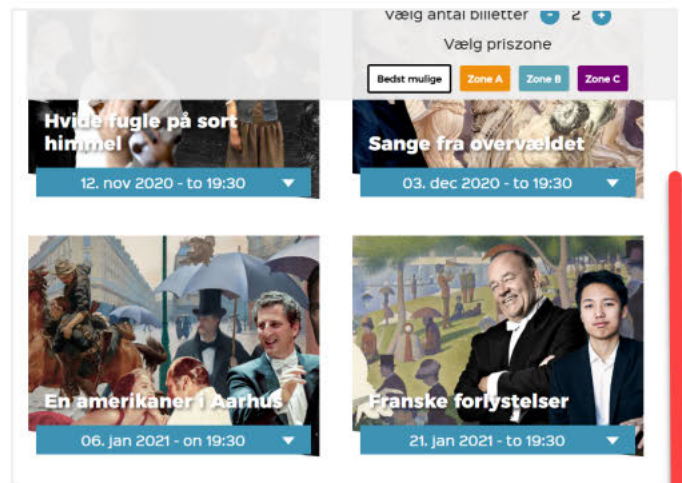 Vælg antal billetter - 2 +
Vælg priszone
Bedst mulige Zone A Zone B Zone C
Hvide fugle på sort
himmel
12. nov 2020 - to 19:30
Sange fra overvældet
03. dec 2020 - to 19:30
En amerikaner i Aarhus
06. jan 2021 - on 19:30
Franske forlystelser
21. jan 2021 - to 19:30